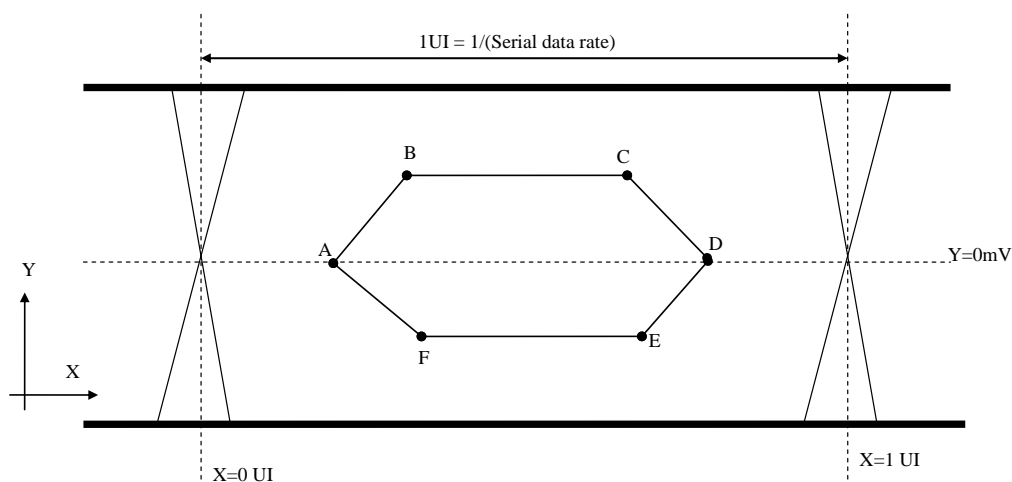 1UI = 1/(Serial data rate)
B
C
A
D
Y=0mV
Y
F
E
X
X=0 UI
X=1 UI